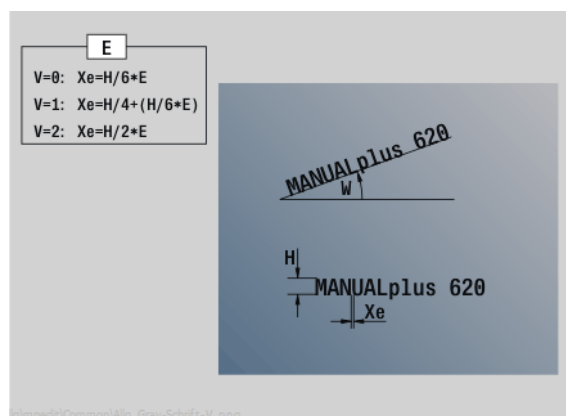 E
V=0: Xe=H/6*E
V=1: Xe=H/4+(H/6*E)
V=2: Xe=H/2*E
MANUALplus 620
W
H
MANUALplus 620
Xe